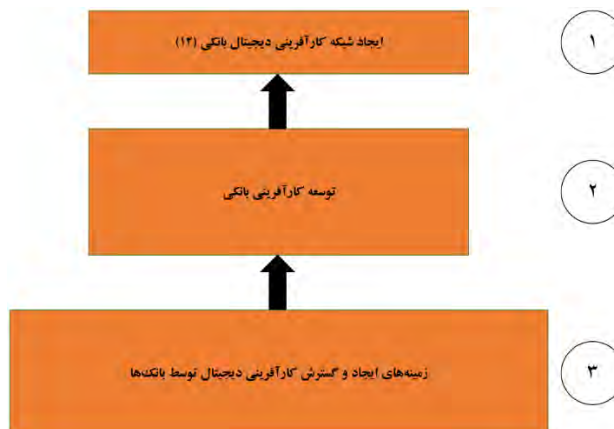 ایجاد شبکه کارآفرینی دیجیتال بانکی (۱۴)
۱
توسعه کارآفرینی بانکی
۲
زمینه‌های ایجاد و گسترش کارآفرینی دیجیتال توسط بانک‌ها
۳